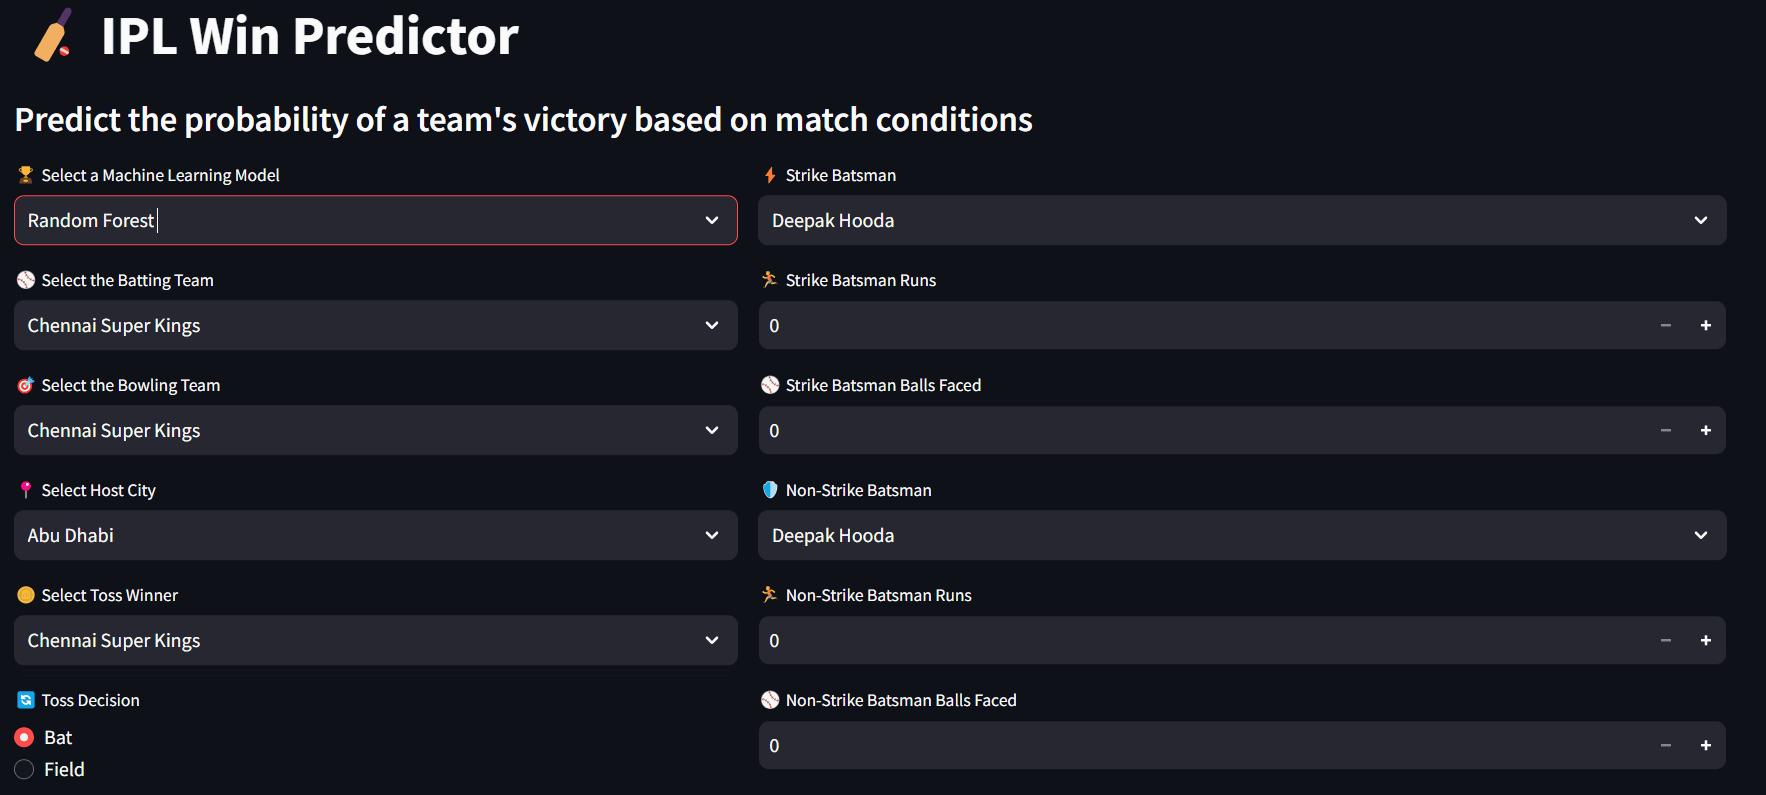 IPL Win Predictor
Predict the probability of a team's victory based on match conditions
Select a Machine Learning Model
Random Forest
Select the Batting Team
Chennai Super Kings
Select the Bowling Team
Chennai Super Kings
Select Host City
Abu Dhabi
Select Toss Winner
Chennai Super Kings
Toss Decision
Bat
Field
Strike Batsman
Deepak Hooda
Strike Batsman Runs
0
Strike Batsman Balls Faced
0
Non-Strike Batsman
Deepak Hooda
Non-Strike Batsman Runs
0
Non-Strike Batsman Balls Faced
0